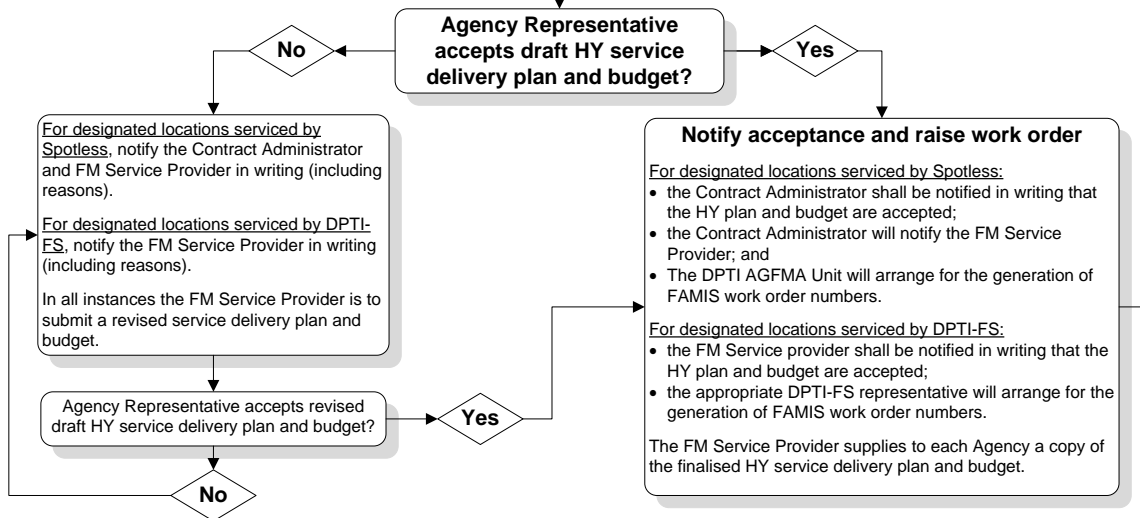 Agency Representative
accepts draft HY service
delivery plan and budget?
No
Yes
For designated locations serviced by
Spotless, notify the Contract Administrator
and FM Service Provider in writing (including
reasons).
For designated locations serviced by DPTI-
FS, notify the FM Service Provider in writing
(including reasons).
In all instances the FM Service Provider is to
submit a revised service delivery plan and
budget.
Agency Representative accepts revised
draft HY service delivery plan and budget?
Yes
No
Notify acceptance and raise work order
For designated locations serviced by Spotless:
• the Contract Administrator shall be notified in writing that
the HY plan and budget are accepted;
• the Contract Administrator will notify the FM Service
Provider; and
• The DPTI AGFMA Unit will arrange for the generation of
FAMIS work order numbers.
For designated locations serviced by DPTI-FS:
• the FM Service provider shall be notified in writing that the
HY plan and budget are accepted;
• the appropriate DPTI-FS representative will arrange for the
generation of FAMIS work order numbers.
The FM Service Provider supplies to each Agency a copy of
the finalised HY service delivery plan and budget.